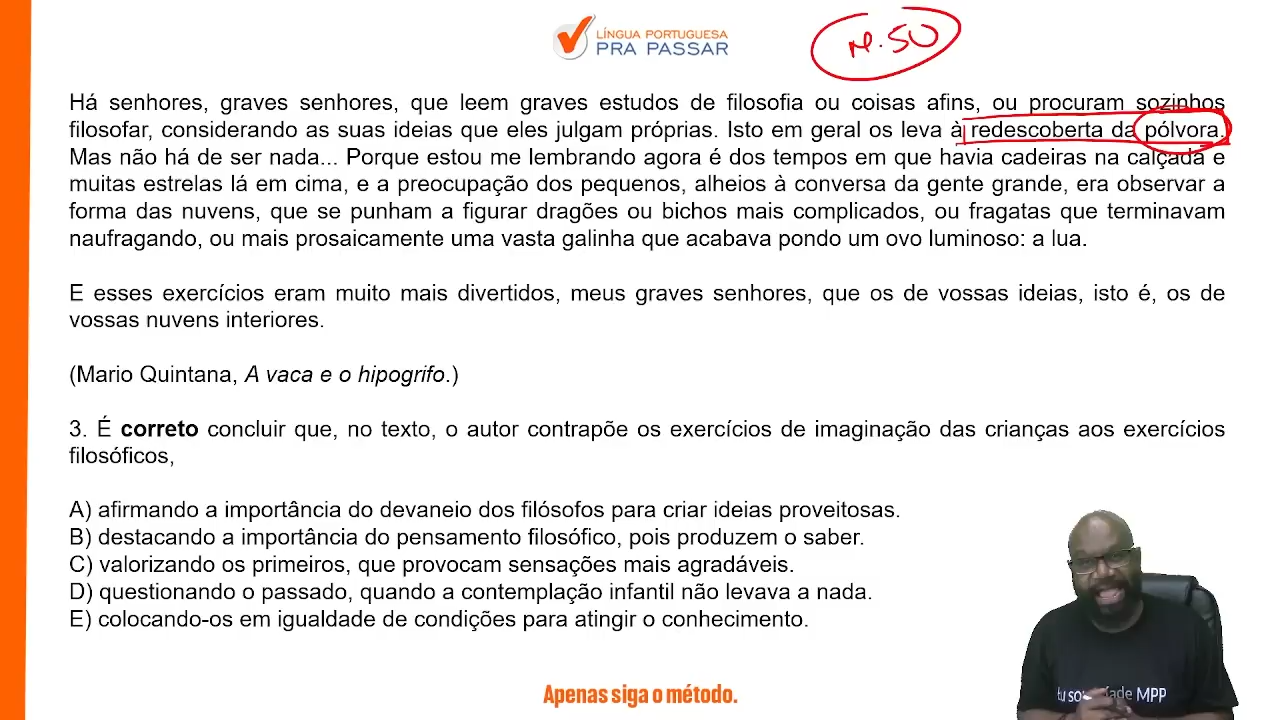 LÍNGUA PORTUGUESA
PRA PASSAR
Há senhores, graves senhores, que leem graves estudos de filosofia ou coisas afins, ou procuram sozinhos
filosofar, considerando as suas ideias que eles julgam próprias. Isto em geral os leva à redescoberta da pólvora.
Mas não há de ser nada... Porque estou me lembrando agora é dos tempos em que havia cadeiras na calçada e
muitas estrelas lá em cima, e a preocupação dos pequenos, alheios à conversa da gente grande, era observar a
forma das nuvens, que se punham a figurar dragões ou bichos mais complicados, ou fragatas que terminavam
naufragando, ou mais prosaicamente uma vasta galinha que acabava pondo um ovo luminoso: a lua.
E esses exercícios eram muito mais divertidos, meus graves senhores, que os de vossas ideias, isto é, os de
vossas nuvens interiores.
(Mario Quintana, A vaca e o hipogrifo.)
3. É correto concluir que, no texto, o autor contrapõe os exercícios de imaginação das crianças aos exercícios
filosóficos,
A) afirmando a importância do devaneio dos filósofos para criar ideias proveitosas.
B) destacando a importância do pensamento filosófico, pois produzem o saber.
C) valorizando os primeiros, que provocam sensações mais agradáveis.
D) questionando o passado, quando a contemplação infantil não levava a nada.
E) colocando-os em igualdade de condições para atingir o conhecimento.
MPP
Apenas siga o método.